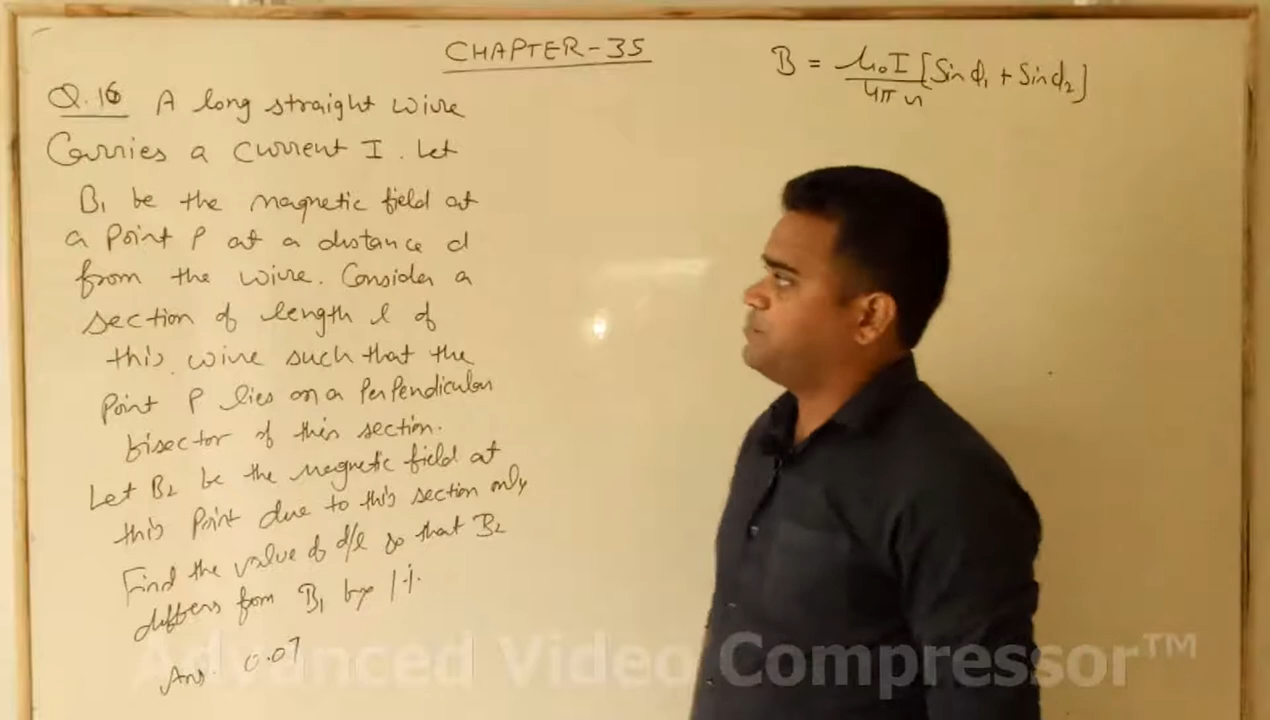 CHAPTER-35
Q.16 A long straight wire
Carries a current I. Let
B₁ be the magnetic field at
a Point P at a distance d
from the wire. Consider a
section of length l of
this wire such that the
Point P lies on a Perpendicular
bisector of this section.
Let B₂ be the magnetic field at
this Point due to this section only
Find the value of d/l so that B₂
differs from B₁ by 1%.
Ans. 0.07
B = μ₀I/4πr [Sin φ₁ + Sin φ₂]
Advanced Video Compressor™